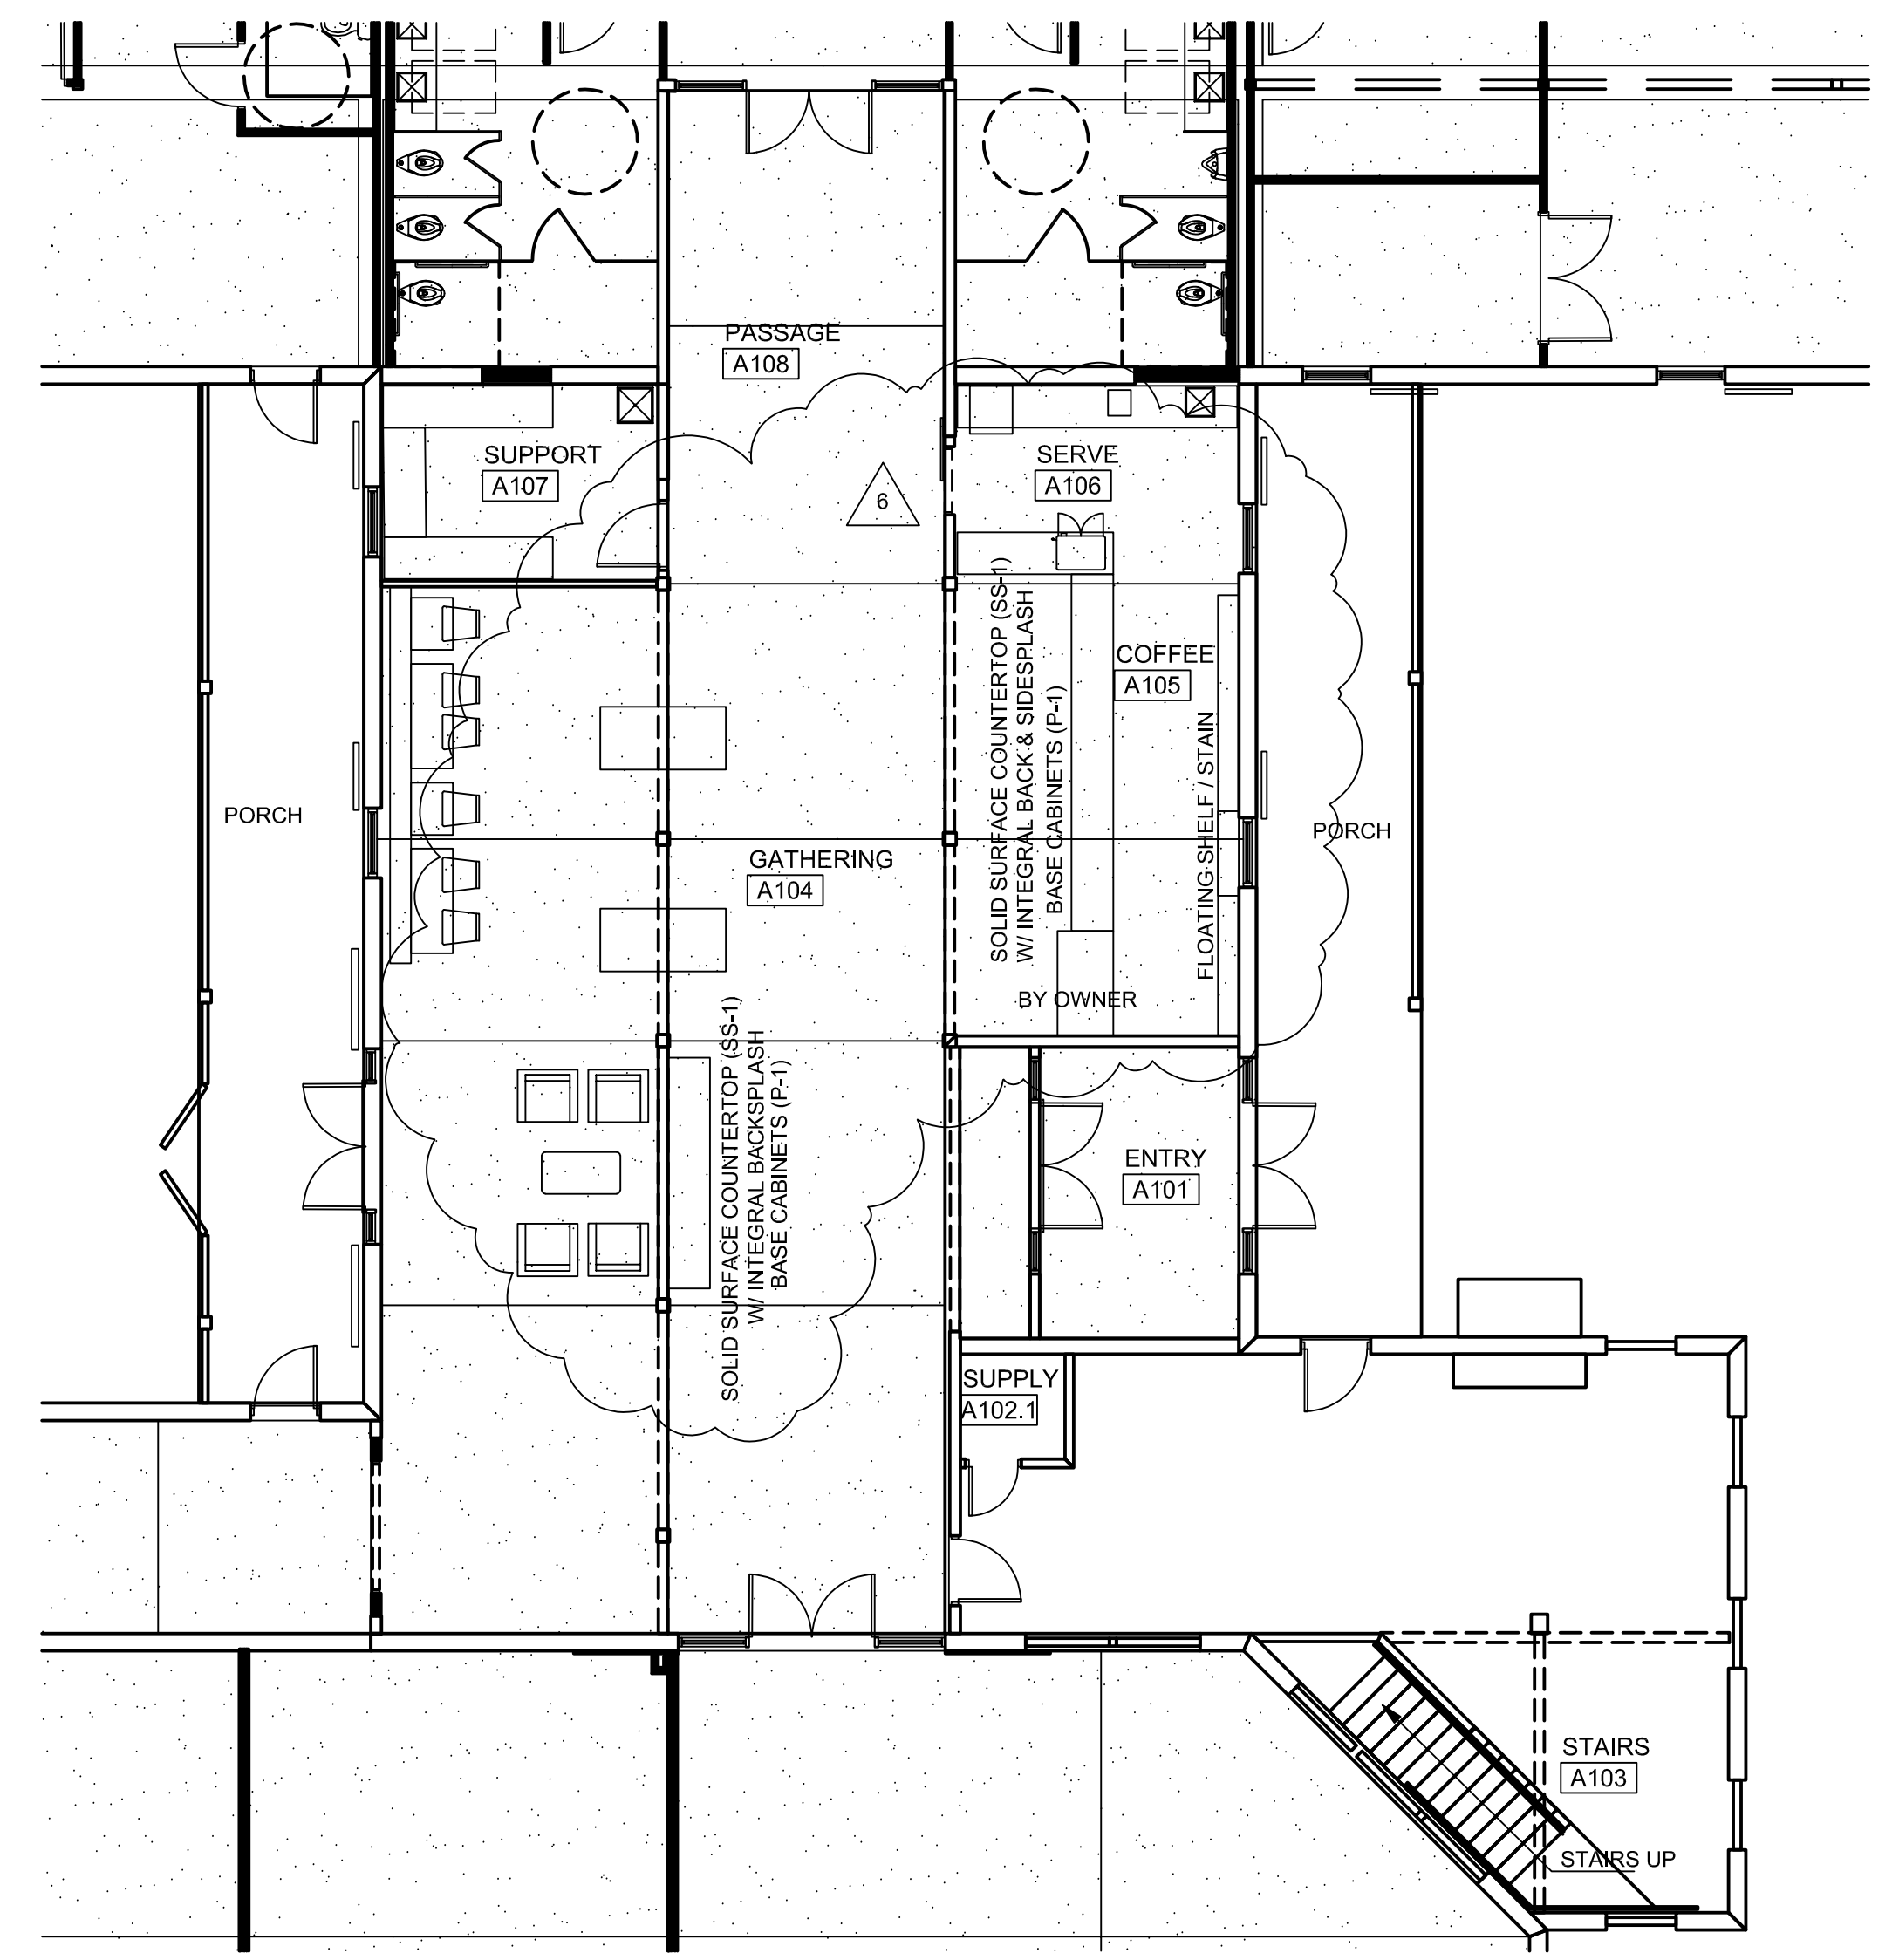 PASSAGE
A108
SUPPORT
A107
6
SERVE
A106
SOLID SURFACE COUNTERTOP (SS-1)
W/ INTEGRAL BACK & SIDESPLASH
BASE CABINETS (P-1)
COFFEE
A105
FLOATING SHELF / STAIN
PORCH
PORCH
GATHERING
A104
BY OWNER
SOLID SURFACE COUNTERTOP (SS-1)
W/ INTEGRAL BACKSPLASH
BASE CABINETS (P-1)
ENTRY
A101
SUPPLY
A102.1
STAIRS
A103
STAIRS UP